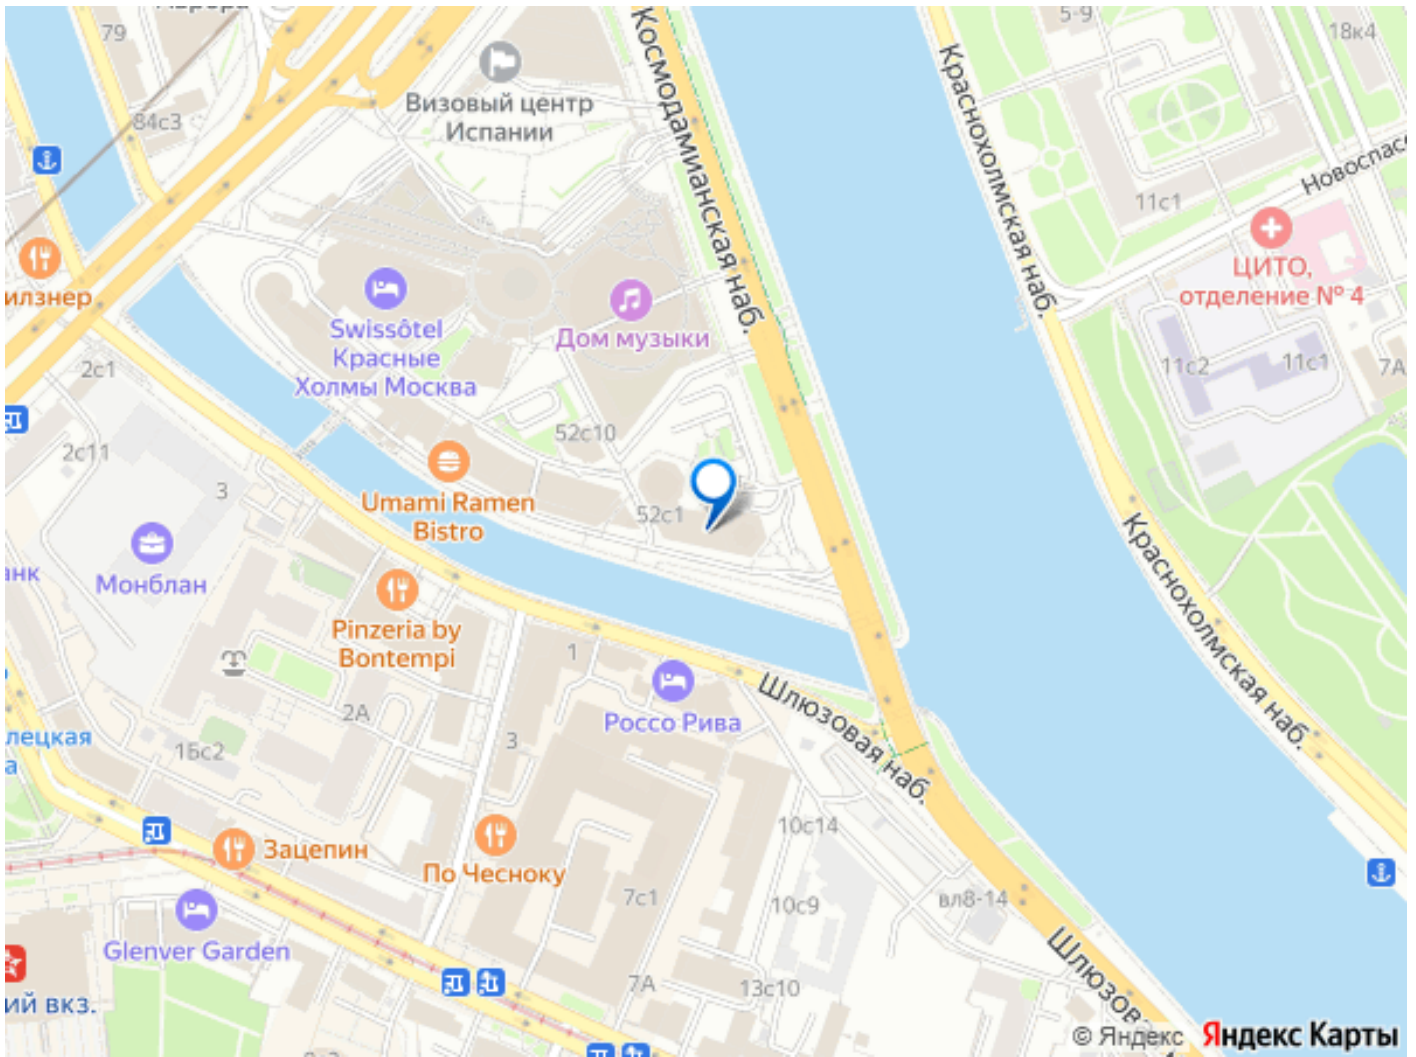 79
5-9
18к4
Визовый центр
Испании
84с3
Космодамианская наб.
Краснохолмская наб.
11с1
ЦИТО,
отделение № 4
илзнер
Swissôtel
Красные
Холмы Москва
Дом музыки
2с1
11с2
11с1
7А
52с10
2с11
3
Umami Ramen
Bistro
52с1
Монблан
анк
Краснохолмская наб.
Pinzeria by
Bontempi
1
Шлюзовая наб.
Россо Рива
2А
3
лецкая
а
1Бс2
10с14
Зацепин
По Чесноку
7с1
10с9
вл8-14
Glenver Garden
7А
13с10
ий вкз.
© Яндекс
Яндекс Карты